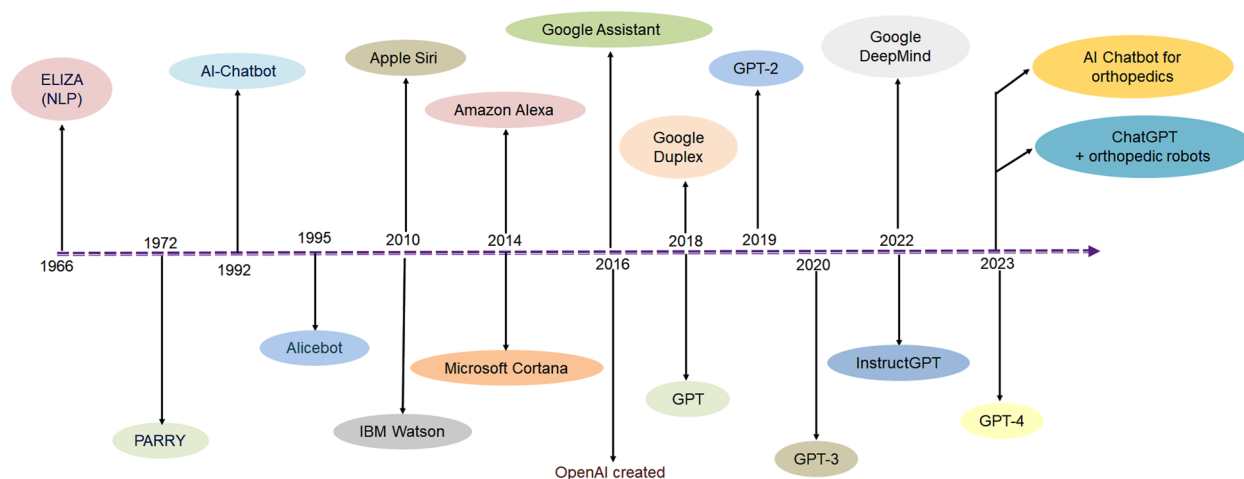 ELIZA
(NLP)
AI-Chatbot
Apple Siri
Amazon Alexa
Google Assistant
Google
Duplex
GPT-2
Google
DeepMind
AI Chatbot for
orthopedics
ChatGPT
+ orthopedic robots
1966
1972
1992
1995
2010
2014
2016
2018
2019
2020
2022
2023
PARRY
Alicebot
IBM Watson
Microsoft Cortana
OpenAI created
GPT
GPT-3
InstructGPT
GPT-4